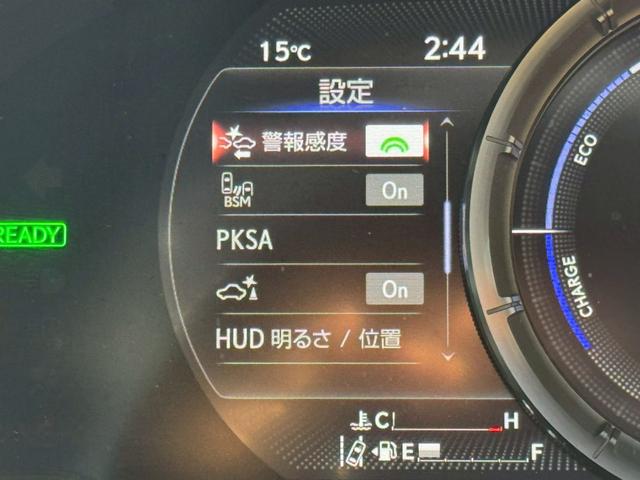 15℃ 2:44
設定
警報感度
BSM On
PKSA
On
HUD 明るさ / 位置
READY
ECO
CHARGE
C H
E F